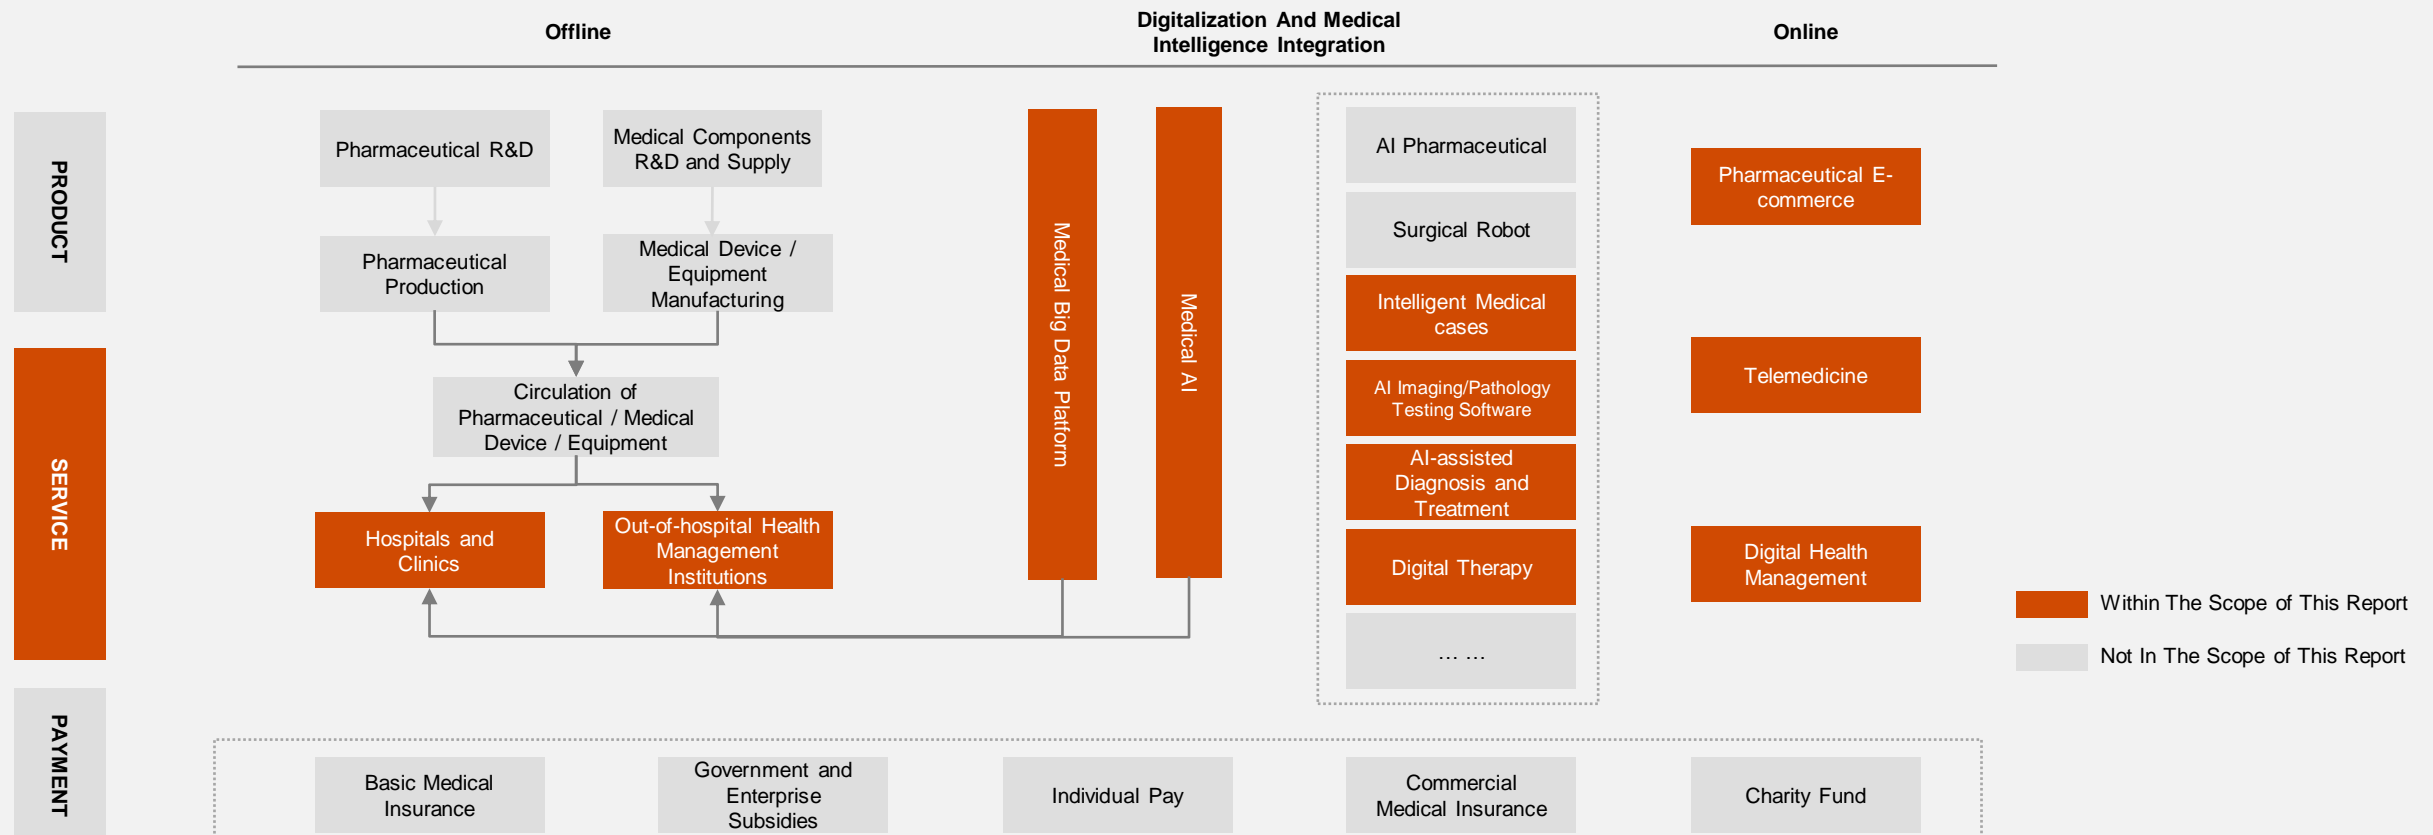 Offline
Digitalization And Medical
Intelligence Integration
Online
PRODUCT
Pharmaceutical R&D
Medical Components
R&D and Supply
Pharmaceutical
Production
Medical Device /
Equipment
Manufacturing
Medical Big Data Platform
Medical AI
AI Pharmaceutical
Surgical Robot
Intelligent Medical
cases
AI Imaging/Pathology
Testing Software
AI-assisted
Diagnosis and
Treatment
Digital Therapy
... ...
Pharmaceutical E-
commerce
Telemedicine
Digital Health
Management
SERVICE
Circulation of
Pharmaceutical / Medical
Device / Equipment
Hospitals and
Clinics
Out-of-hospital Health
Management
Institutions
Within The Scope of This Report
Not In The Scope of This Report
PAYMENT
Basic Medical
Insurance
Government and
Enterprise
Subsidies
Individual Pay
Commercial
Medical Insurance
Charity Fund